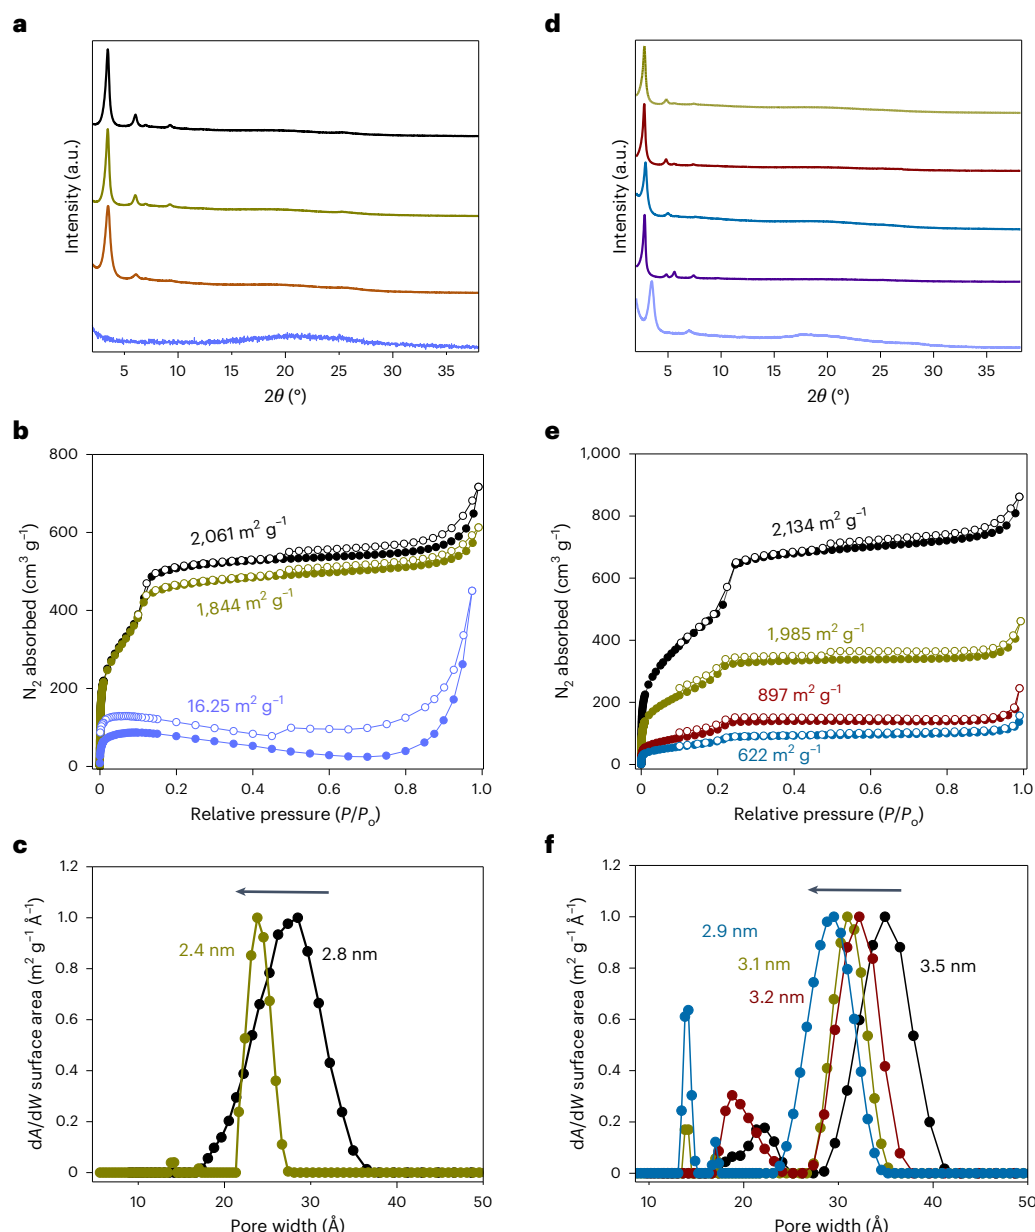 a
Intensity (a.u.)
5
10
15
20
25
30
35
2θ (°)
b
N2 absorbed (cm3 g–1)
800
600
400
200
0
2,061 m2 g–1
1,844 m2 g–1
16.25 m2 g–1
0
0.2
0.4
0.6
0.8
1.0
Relative pressure (P/Po)
c
dA/dW surface area (m2 g–1 Å–1)
1.2
1.0
0.8
0.6
0.4
0.2
0
2.4 nm
2.8 nm
10
20
30
40
50
Pore width (Å)
d
Intensity (a.u.)
5
10
15
20
25
30
35
2θ (°)
e
N2 absorbed (cm3 g–1)
1,000
800
600
400
200
0
2,134 m2 g–1
1,985 m2 g–1
897 m2 g–1
622 m2 g–1
0
0.2
0.4
0.6
0.8
1.0
Relative pressure (P/Po)
f
dA/dW surface area (m2 g–1 Å–1)
1.2
1.0
0.8
0.6
0.4
0.2
0
2.9 nm
3.1 nm
3.2 nm
3.5 nm
10
20
30
40
50
Pore width (Å)